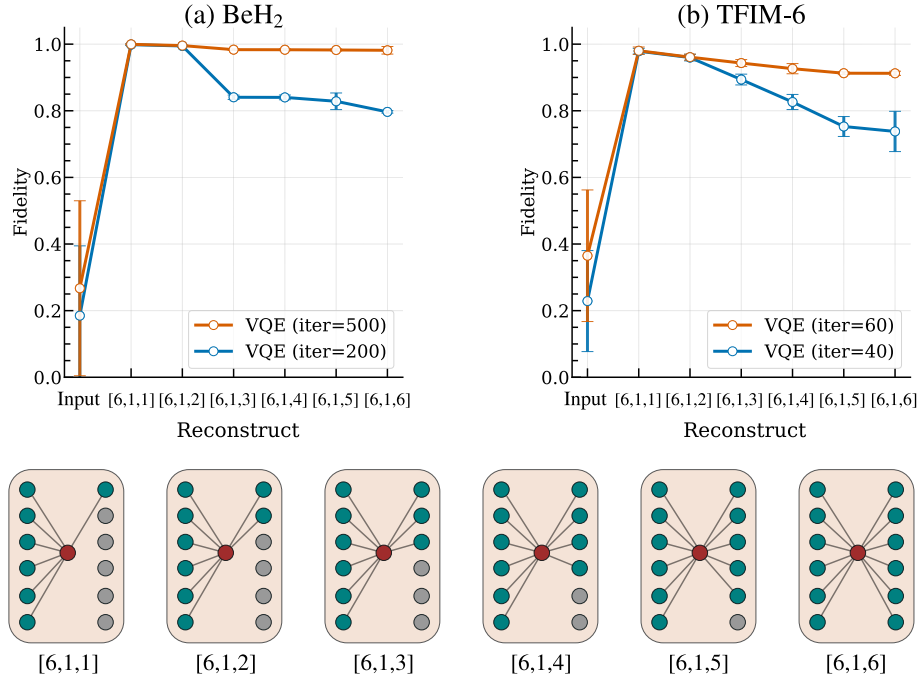 (a) BeH₂
1.0
0.8
0.6
0.4
0.2
0.0
Fidelity
VQE (iter=500)
VQE (iter=200)
Input [6,1,1] [6,1,2] [6,1,3] [6,1,4] [6,1,5] [6,1,6]
Reconstruct
(b) TFIM-6
1.0
0.8
0.6
0.4
0.2
0.0
Fidelity
VQE (iter=60)
VQE (iter=40)
Input [6,1,1] [6,1,2] [6,1,3] [6,1,4] [6,1,5] [6,1,6]
Reconstruct
[6,1,1] [6,1,2] [6,1,3] [6,1,4] [6,1,5] [6,1,6]